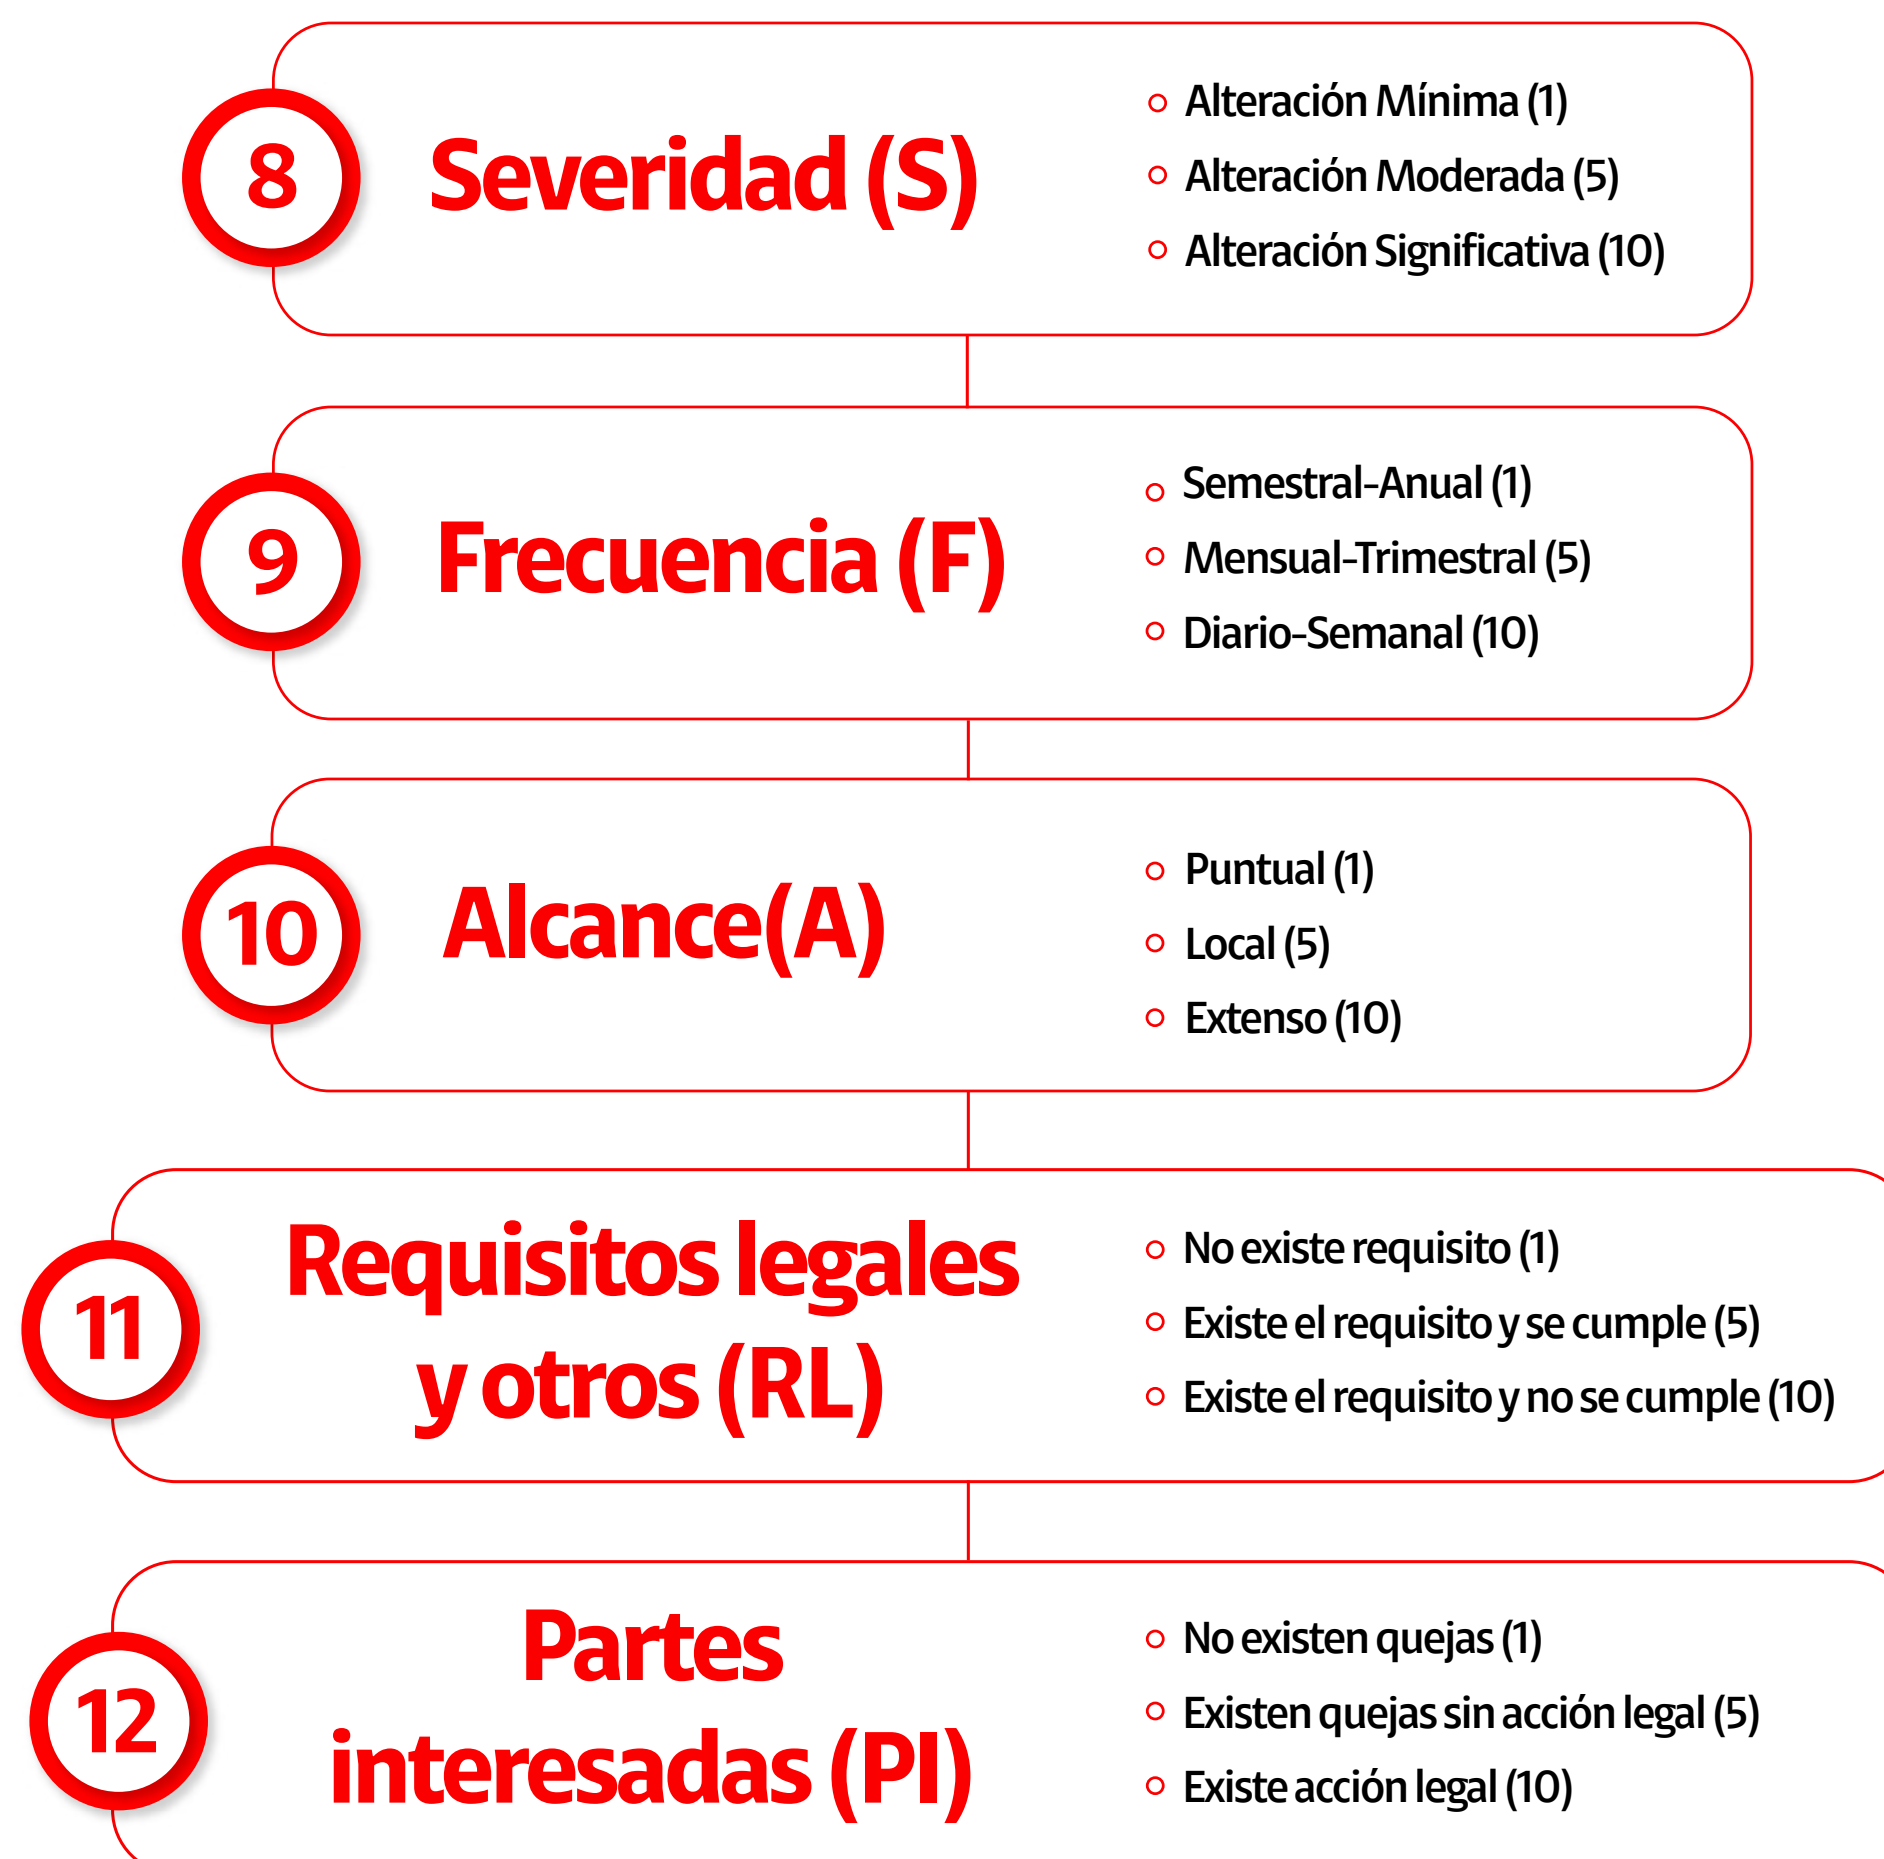 8
Severidad (S)
Alteración Mínima (1)
Alteración Moderada (5)
Alteración Significativa (10)
9
Frecuencia (F)
Semestral-Anual (1)
Mensual-Trimestral (5)
Diario-Semanal (10)
10
Alcance(A)
Puntual (1)
Local (5)
Extenso (10)
11
Requisitos legales
y otros (RL)
No existe requisito (1)
Existe el requisito y se cumple (5)
Existe el requisito y no se cumple (10)
12
Partes
interesadas (PI)
No existen quejas (1)
Existen quejas sin acción legal (5)
Existe acción legal (10)